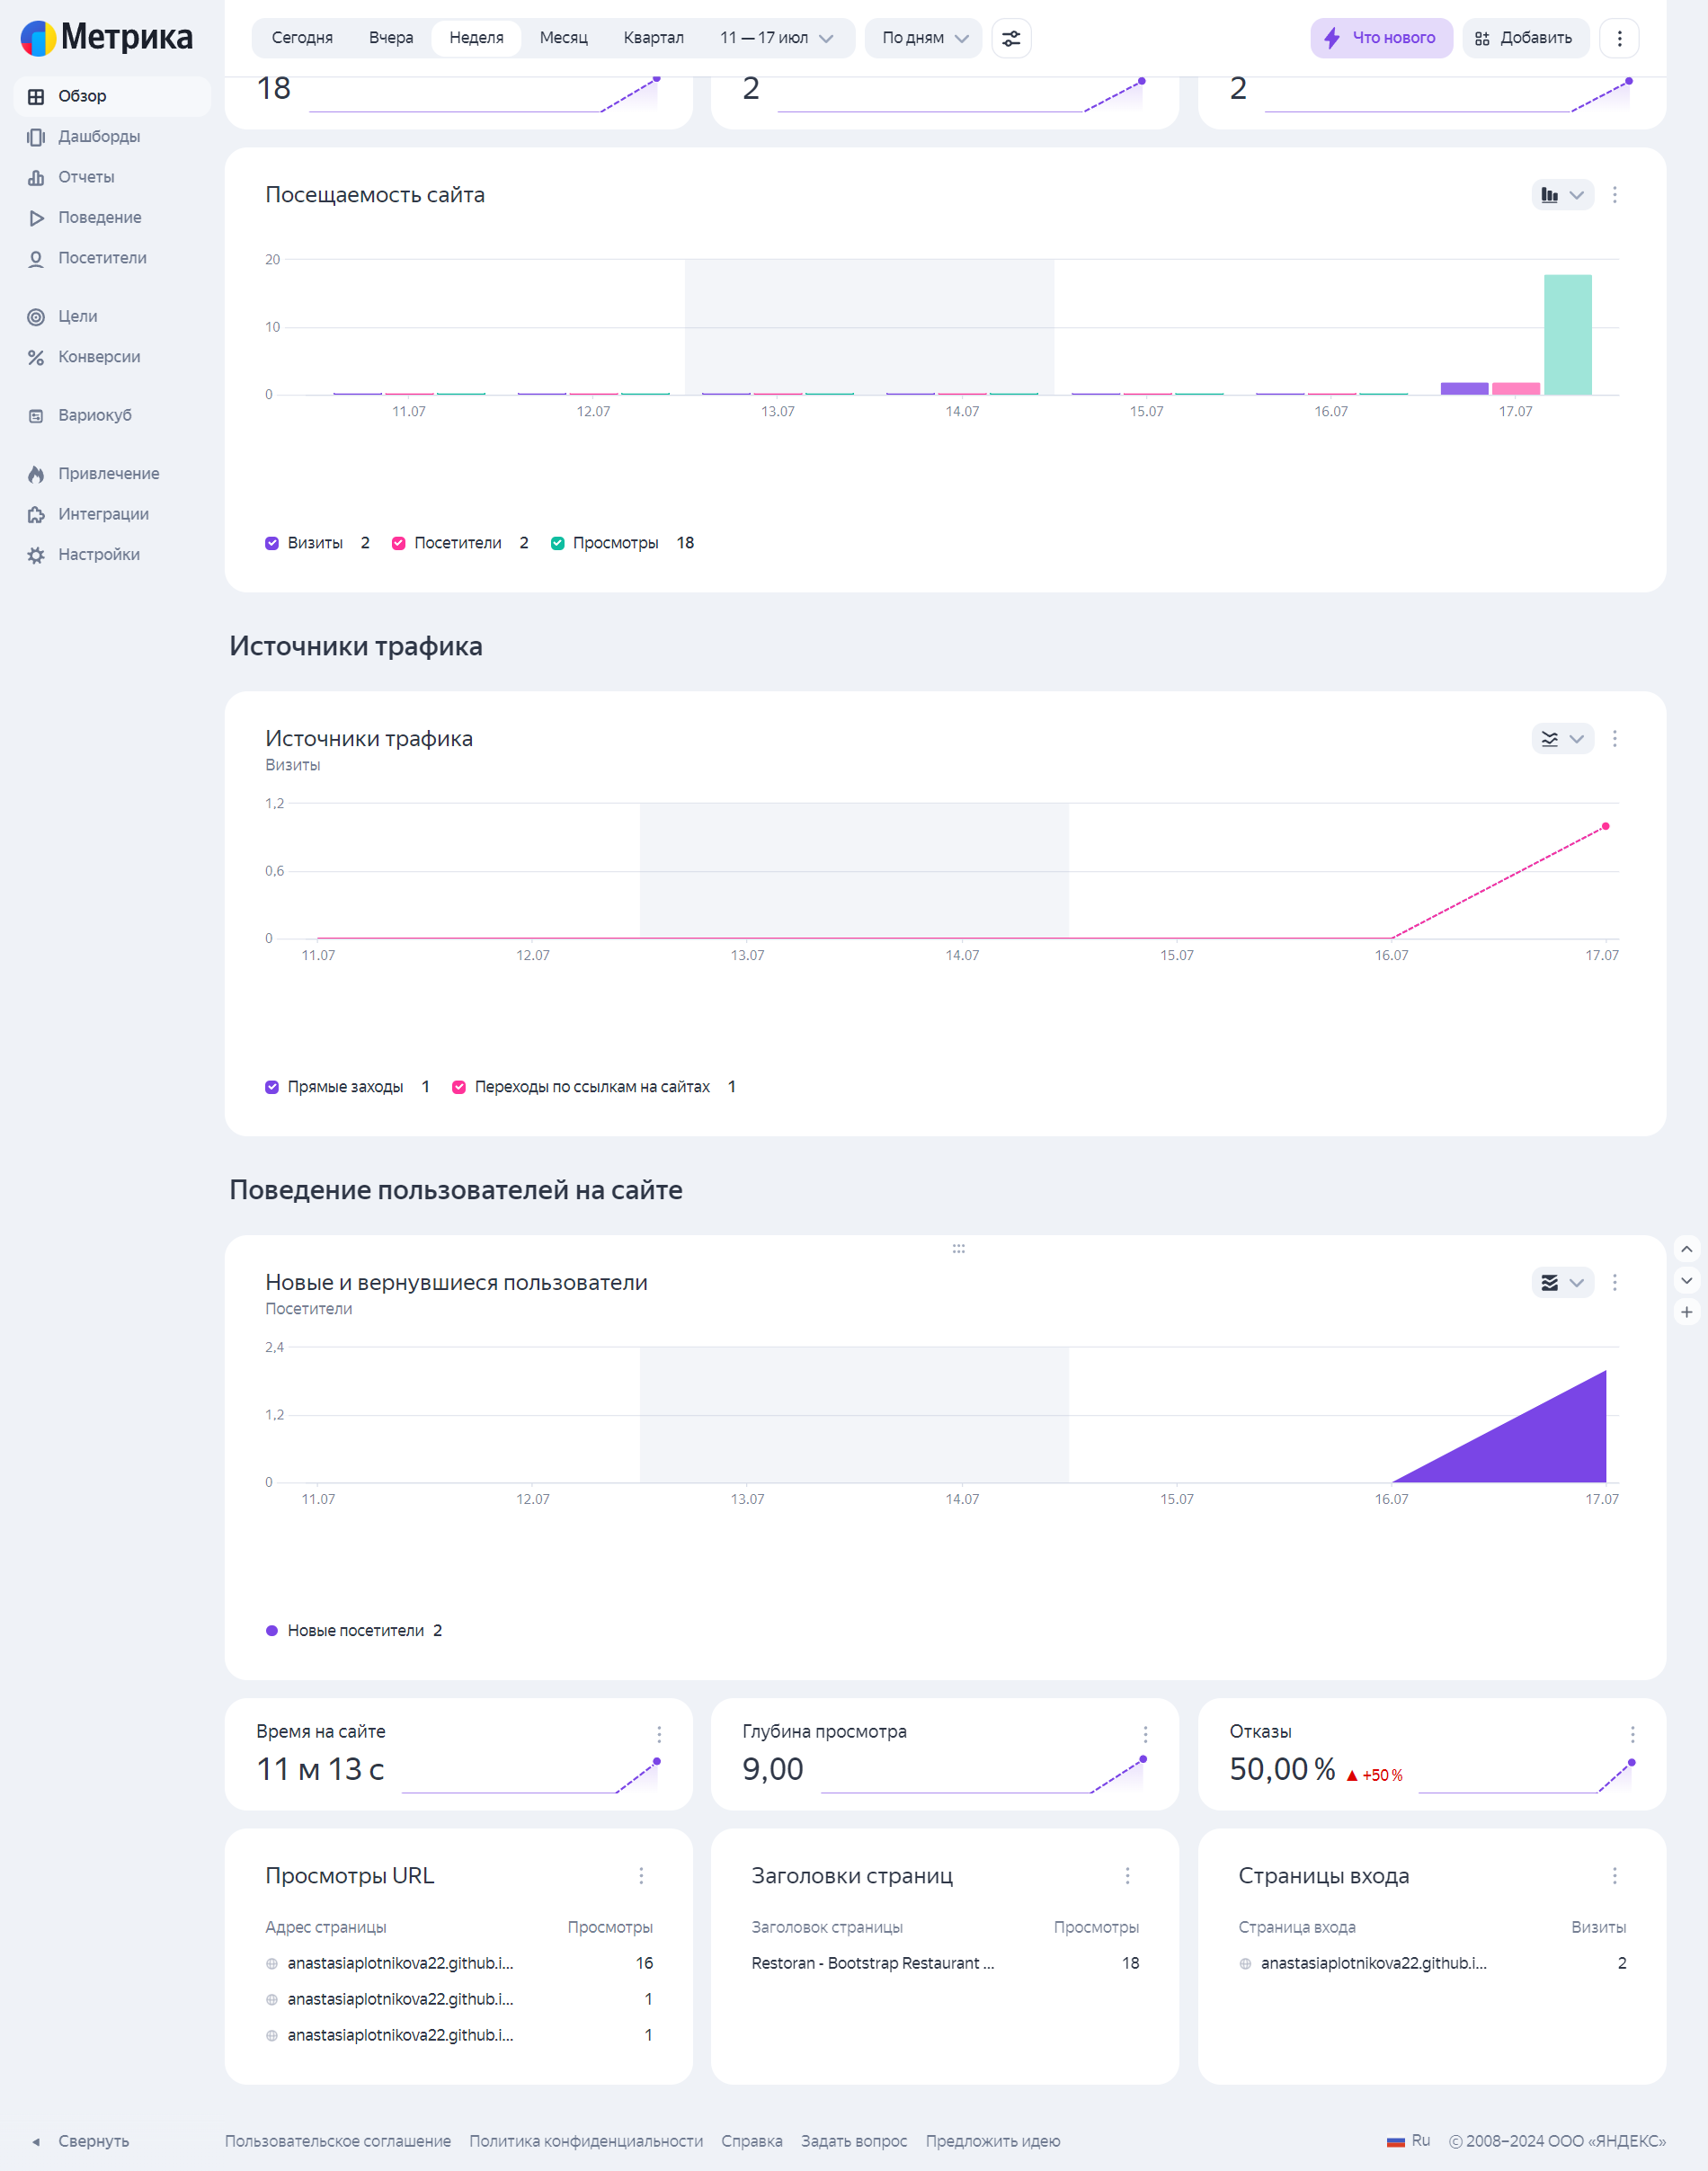 Метрика
Сегодня Вчера Неделя Месяц Квартал 11 — 17 июл По дням Что нового Добавить
Обзор
Дашборды
Отчеты
Поведение
Посетители
Цели
Конверсии
Вариокуб
Привлечение
Интеграции
Настройки
18 2 2
Посещаемость сайта
20
10
0
11.07 12.07 13.07 14.07 15.07 16.07 17.07
Визиты 2 Посетители 2 Просмотры 18
Источники трафика
Источники трафика
Визиты
1,2
0,6
0
11.07 12.07 13.07 14.07 15.07 16.07 17.07
Прямые заходы 1 Переходы по ссылкам на сайтах 1
Поведение пользователей на сайте
Новые и вернувшиеся пользователи
Посетители
2,4
1,2
0
11.07 12.07 13.07 14.07 15.07 16.07 17.07
Новые посетители 2
Время на сайте
11 м 13 с
Глубина просмотра
9,00
Отказы
50,00 % ▲ +50 %
Просмотры URL
Адрес страницы Просмотры
anastasiaplotnikova22.github.i... 16
anastasiaplotnikova22.github.i... 1
anastasiaplotnikova22.github.i... 1
Заголовки страниц
Заголовок страницы Просмотры
Restoran - Bootstrap Restaurant ... 18
Страницы входа
Страница входа Визиты
anastasiaplotnikova22.github.i... 2
Свернуть
Пользовательское соглашение Политика конфиденциальности Справка Задать вопрос Предложить идею Ru © 2008–2024 ООО «ЯНДЕКС»